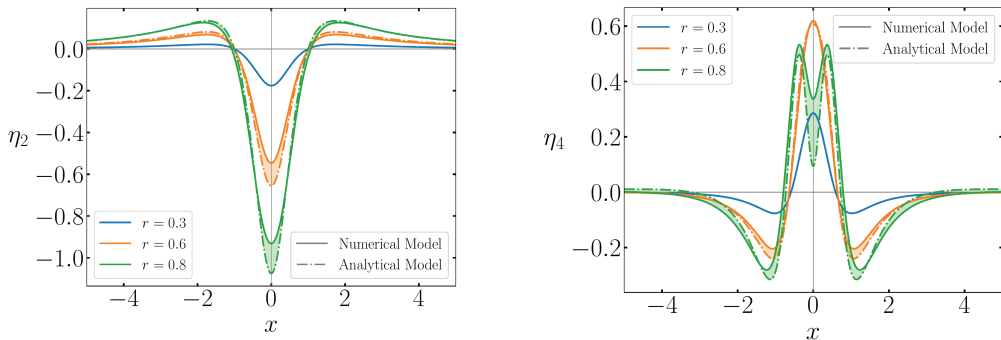 0.0
−0.2
−0.4
−0.6
−0.8
−1.0
η2
r = 0.3
r = 0.6
r = 0.8
Numerical Model
Analytical Model
−4
−2
0
2
4
x
0.6
0.4
0.2
0.0
−0.2
η4
r = 0.3
r = 0.6
r = 0.8
Numerical Model
Analytical Model
−4
−2
0
2
4
x